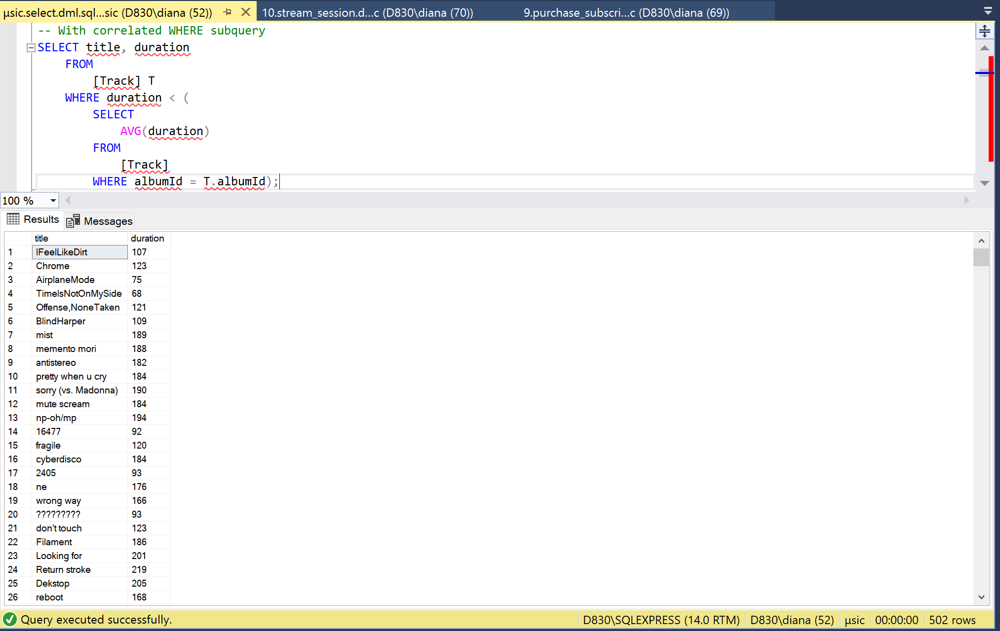 µsic.select.dml.sql...sic (D830\diana (52))
10.stream_session.d...c (D830\diana (70))
9.purchase_subscri...c (D830\diana (69))
-- With correlated WHERE subquery
SELECT title, duration
FROM
[Track] T
WHERE duration < (
SELECT
AVG(duration)
FROM
[Track]
WHERE albumId = T.albumId);
100 %
Results
Messages
title duration
1 IFeelLikeDirt 107
2 Chrome 123
3 AirplaneMode 75
4 TimeIsNotOnMySide 68
5 Offense,NoneTaken 121
6 BlindHarper 109
7 mist 189
8 memento mori 188
9 antistereo 182
10 pretty when u cry 184
11 sorry (vs. Madonna) 190
12 mute scream 184
13 np-oh/mp 194
14 16477 92
15 fragile 120
16 cyberdisco 184
17 2405 93
18 ne 176
19 wrong way 166
20 ????????? 93
21 don't touch 123
22 Filament 186
23 Looking for 201
24 Return stroke 219
25 Dekstop 205
26 reboot 168
Query executed successfully.
D830\SQLEXPRESS (14.0 RTM)
D830\diana (52)
µsic
00:00:00
502 rows